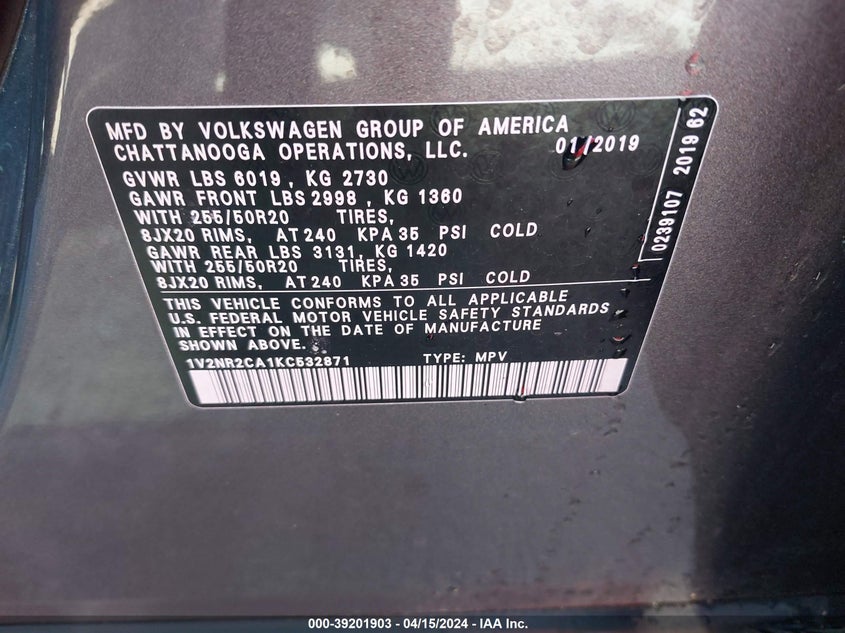 MFD BY VOLKSWAGEN GROUP OF AMERICA
CHATTANOOGA OPERATIONS, LLC. 01/2019
GVWR LBS 6019, KG 2730
GAWR FRONT LBS 2998, KG 1360
WITH 255/50R20 TIRES,
8JX20 RIMS, AT 240 KPA 35 PSI COLD
GAWR REAR LBS 3131, KG 1420
WITH 255/50R20 TIRES,
8JX20 RIMS, AT 240 KPA 35 PSI COLD
THIS VEHICLE CONFORMS TO ALL APPLICABLE
U.S. FEDERAL MOTOR VEHICLE SAFETY STANDARDS
IN EFFECT ON THE DATE OF MANUFACTURE
SHOWN ABOVE.
1V2NR2CA1KC532871 TYPE: MPV
0239107 2019 62
000-39201903 - 04/15/2024 - IAA Inc.